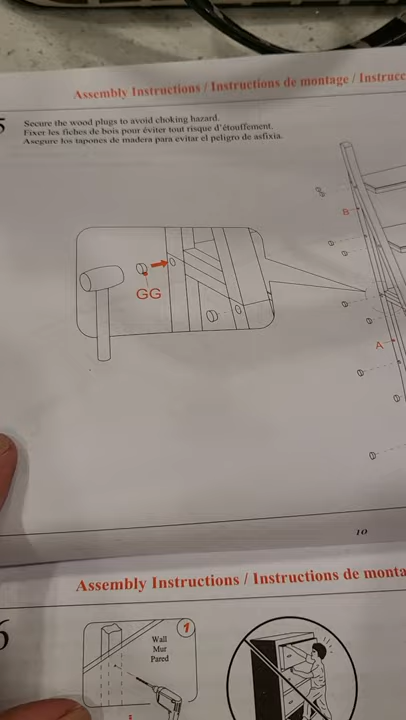 Assembly Instructions / Instructions de montage / Instrucc
5
Secure the wood plugs to avoid choking hazard.
Fixer les fiches de bois pour éviter tout risque d'étouffement.
Asegure los tapones de madera para evitar el peligro de asfixia.
B
GG
A
10
Assembly Instructions / Instructions de monta
6
Wall
Mur
Pared
1